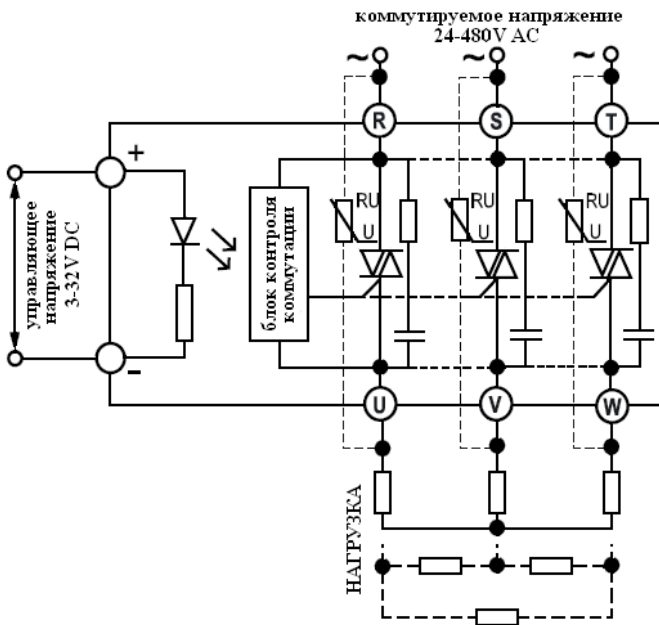 коммутируемое напряжение
24-480V AC
~ ~ ~
R S T
+
управляющее
напряжение
3-32V DC
блок контроля
коммутации
RU
U
RU
U
RU
U
-
U V W
НАГРУЗКА